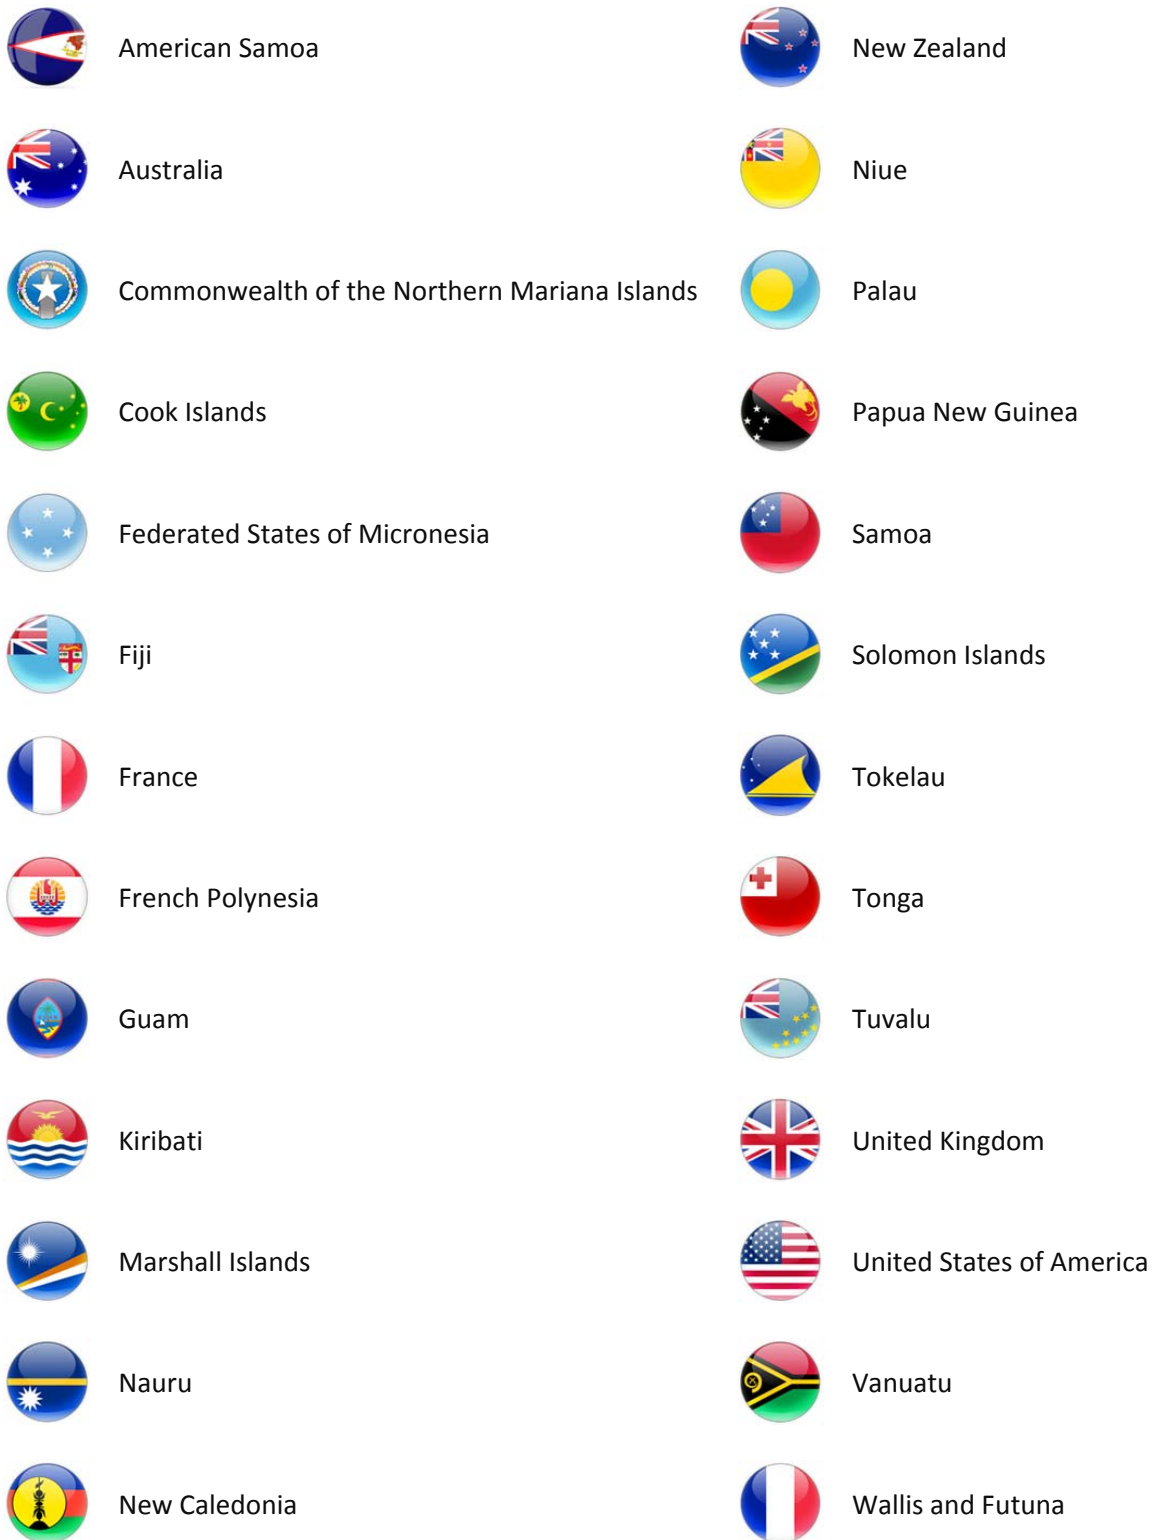 American Samoa
Australia
Commonwealth of the Northern Mariana Islands
Cook Islands
Federated States of Micronesia
Fiji
France
French Polynesia
Guam
Kiribati
Marshall Islands
Nauru
New Caledonia
New Zealand
Niue
Palau
Papua New Guinea
Samoa
Solomon Islands
Tokelau
Tonga
Tuvalu
United Kingdom
United States of America
Vanuatu
Wallis and Futuna